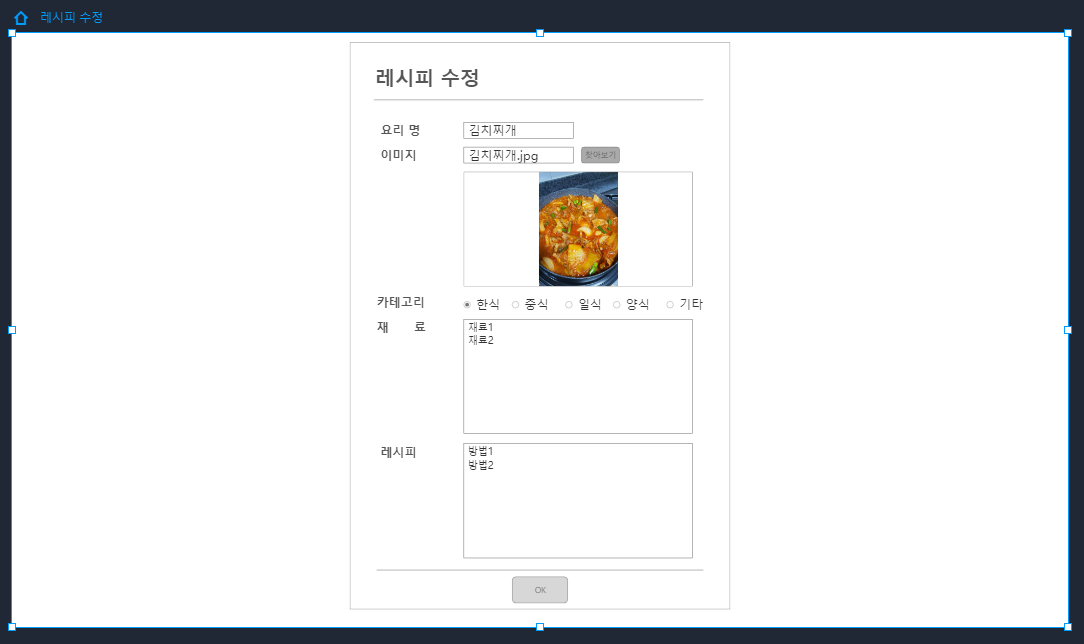 레시피 수정
레시피 수정
요리 명 김치찌개
이미지 김치찌개.jpg 찾아보기
카테고리 한식 중식 일식 양식 기타
재 료 재료1
재료2
레시피 방법1
방법2
OK